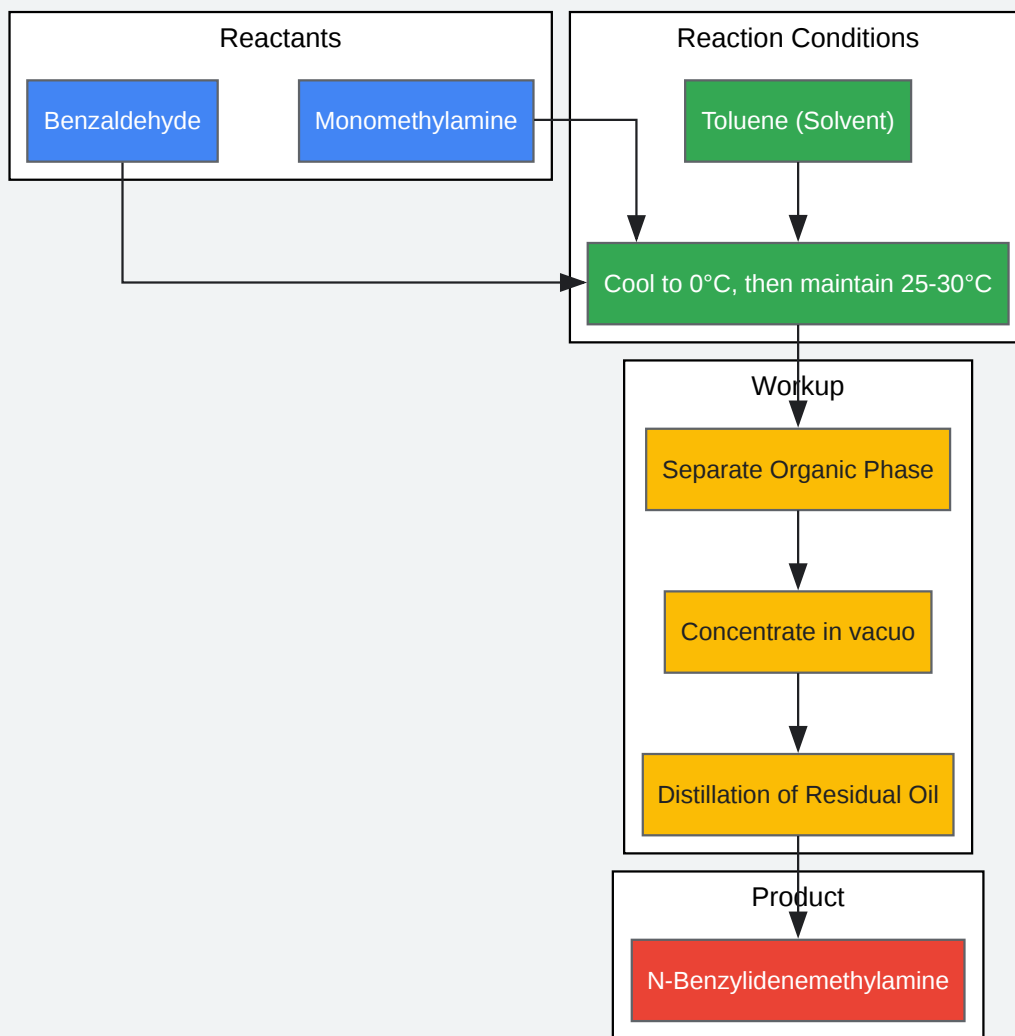 Reactants
Reaction Conditions
Benzaldehyde
Monomethylamine
Toluene (Solvent)
Cool to 0°C, then maintain 25-30°C
Workup
Separate Organic Phase
Concentrate in vacuo
Distillation of Residual Oil
Product
N-Benzylidenemethylamine